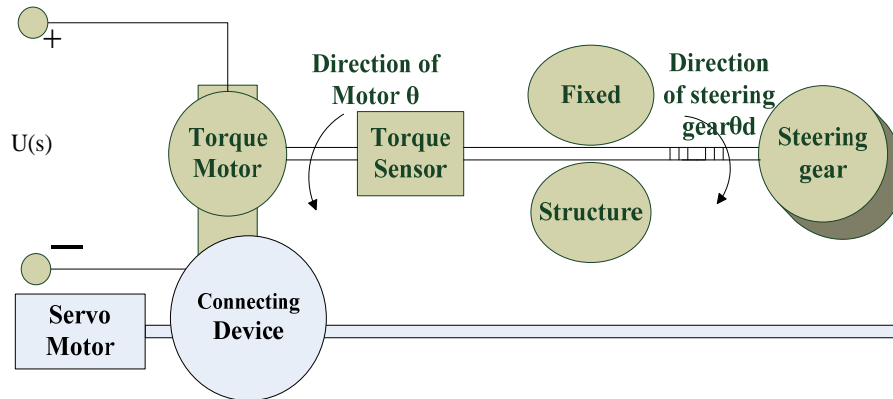 +
U(s)
Direction of
Motor θ
Torque
Motor
Torque
Sensor
Fixed
Structure
Direction
of steering
gearθd
Steering
gear
Connecting
Device
Servo
Motor